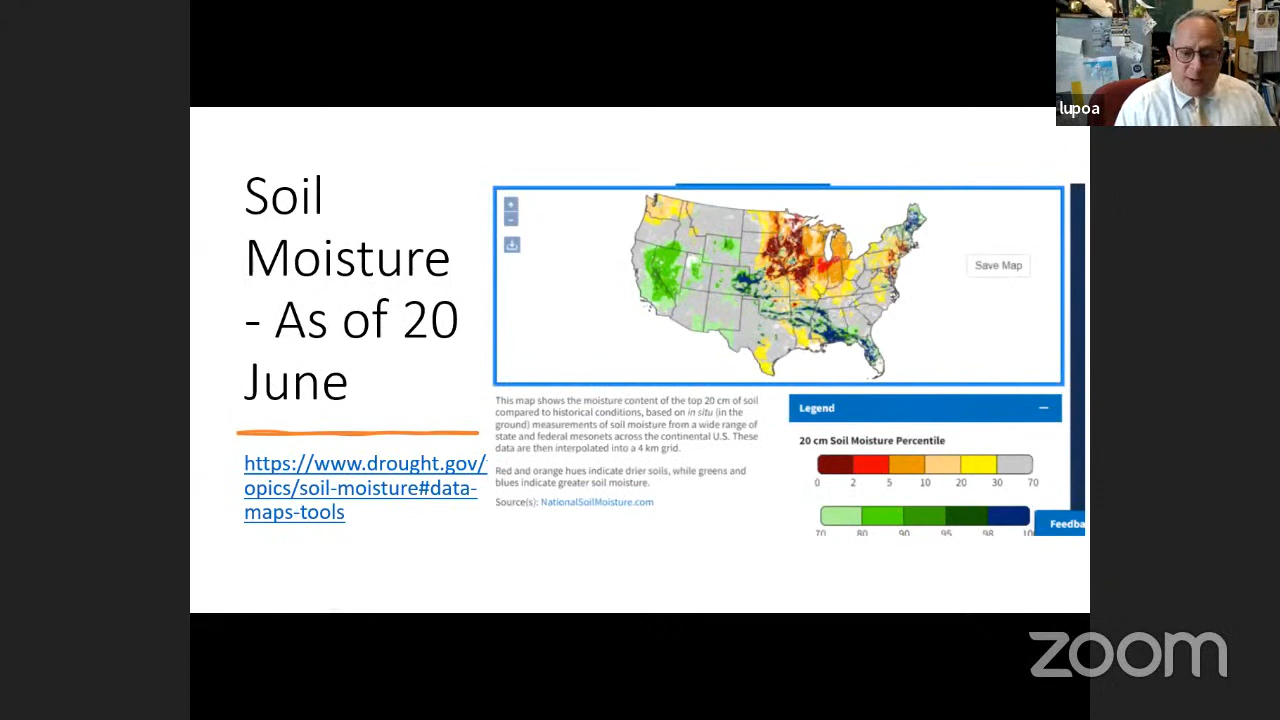 lupoa
Soil
Moisture
- As of 20
June
https://www.drought.gov/
opics/soil-moisture#data-
maps-tools
+
-
Save Map
This map shows the moisture content of the top 20 cm of soil
compared to historical conditions, based on in situ (in the
ground) measurements of soil moisture from a wide range of
state and federal mesonets across the continental U.S. These
data are then interpolated into a 4 km grid.
Red and orange hues indicate drier soils, while greens and
blues indicate greater soil moisture.
Source(s): NationalSoilMoisture.com
Legend
20 cm Soil Moisture Percentile
0 2 5 10 20 30 70
70 80 90 95 98 10
Feedba
zoom